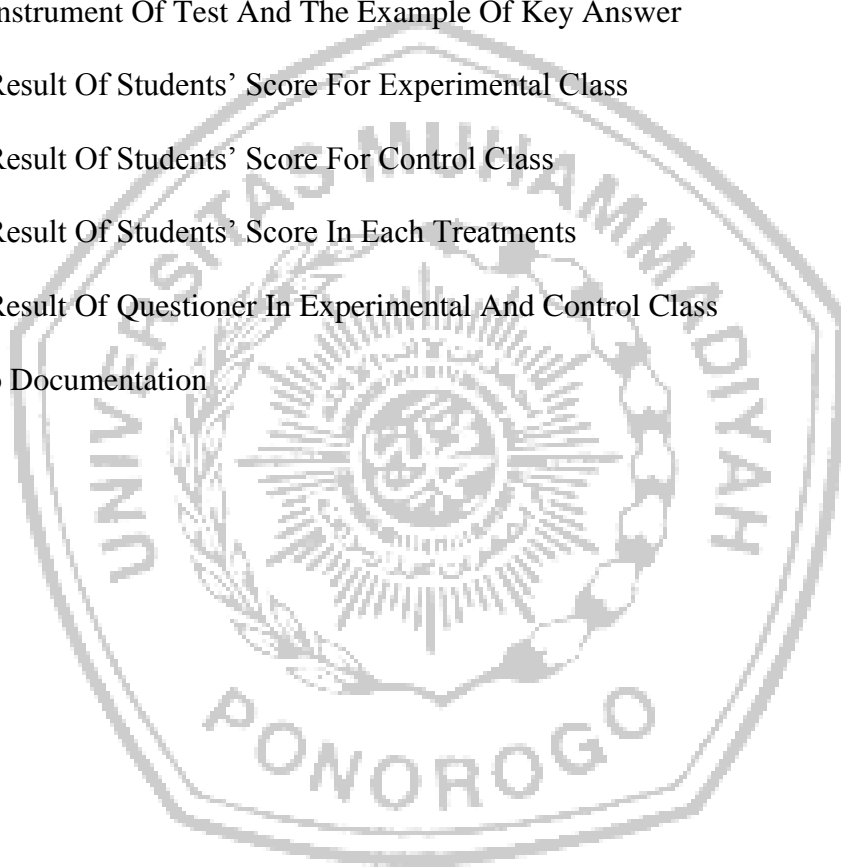 nstrument Of Test And The Example Of Key Answer
Result Of Students’ Score For Experimental Class
Result Of Students’ Score For Control Class
Result Of Students’ Score In Each Treatments
Result Of Questioner In Experimental And Control Class
Documentation
UNIVERSITAS MUHAMMADIYAH
PONOROGO